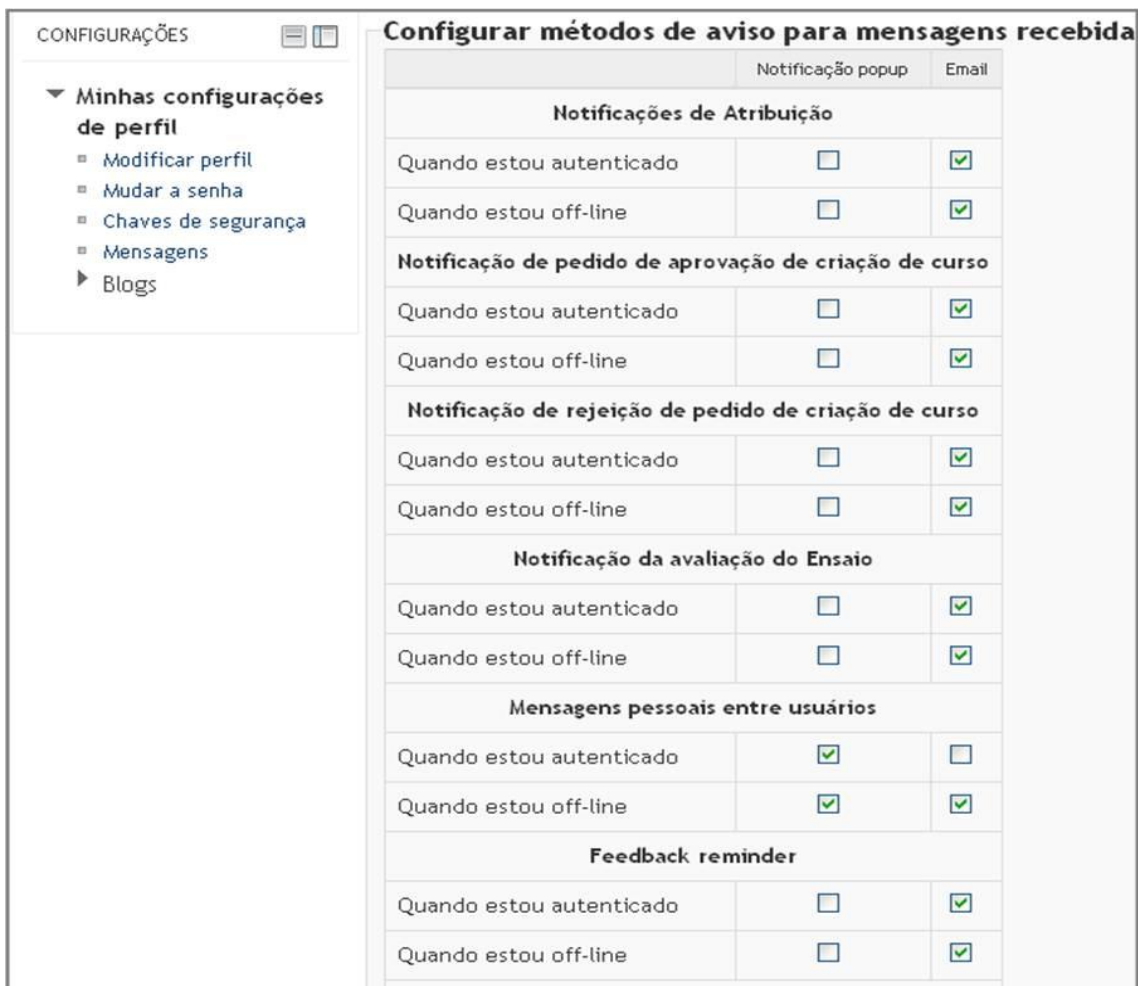 CONFIGURAÇÕES
Minhas configurações
de perfil
Modificar perfil
Mudar a senha
Chaves de segurança
Mensagens
Blogs
Configurar métodos de aviso para mensagens recebida
Notificação popup Email
Notificações de Atribuição
Quando estou autenticado
Quando estou off-line
Notificação de pedido de aprovação de criação de curso
Quando estou autenticado
Quando estou off-line
Notificação de rejeição de pedido de criação de curso
Quando estou autenticado
Quando estou off-line
Notificação da avaliação do Ensaio
Quando estou autenticado
Quando estou off-line
Mensagens pessoais entre usuários
Quando estou autenticado
Quando estou off-line
Feedback reminder
Quando estou autenticado
Quando estou off-line